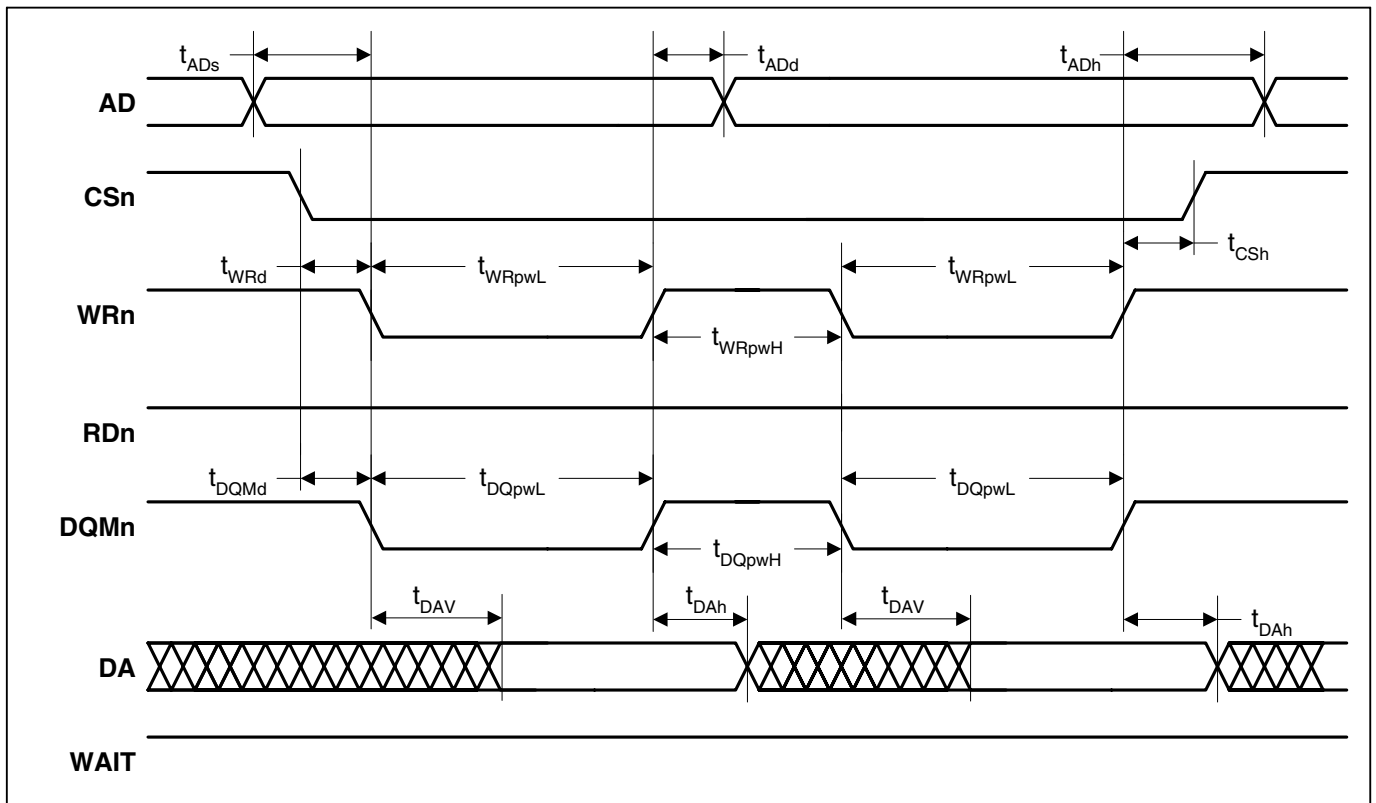 tADs
tADd
tADh
AD
CSn
tCSh
tWRd
tWRpwL
tWRpwL
WRn
tWRpwH
RDn
tDQMd
tDQpwL
tDQpwL
DQMn
tDQpwH
tDAV
tDAh
tDAV
tDAh
DA
WAIT